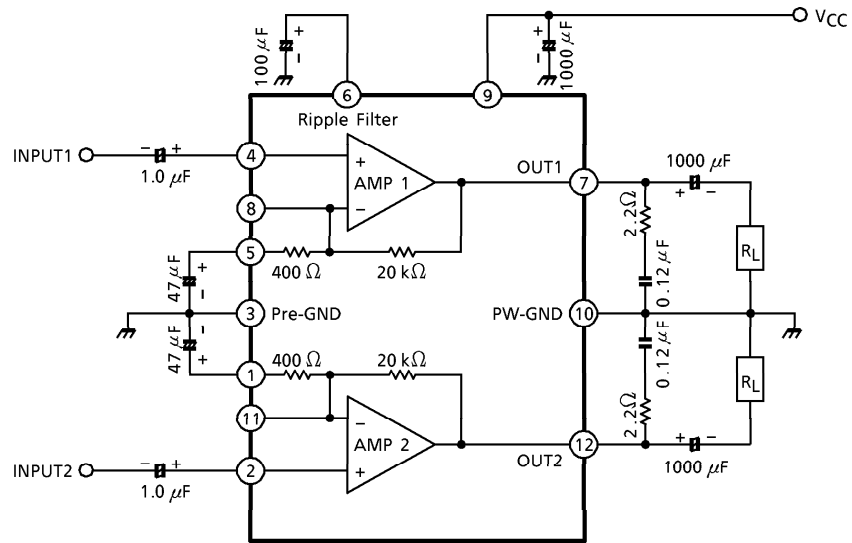 100 μF
+
-
1000 μF
+
-
VCC
6
9
Ripple Filter
INPUT1
- +
1.0 μF
4
+
AMP 1
-
OUT1
7
1000 μF
+ -
8
5
400 Ω
20 kΩ
2.2Ω
0.12 μF
RL
47 μF
+
-
3
Pre-GND
PW-GND
10
47 μF
-
+
1
400 Ω
20 kΩ
0.12 μF
2.2Ω
RL
11
-
AMP 2
+
OUT2
12
+ -
1000 μF
INPUT2
- +
1.0 μF
2